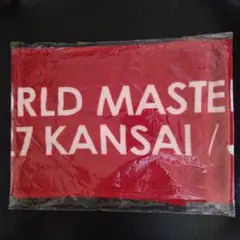 RLD MASTE
7 KANSAI /